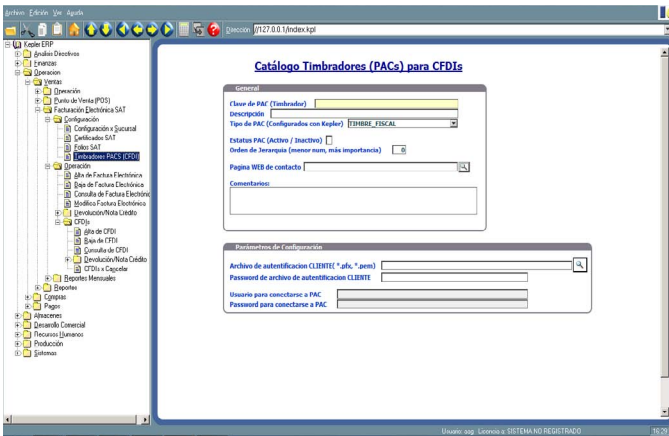 Archivo Edición Ver Ayuda
Dirección //127.0.0.1/index.kpl
Kepler ERP
Analisis Directivos
Finanzas
Operacion
Ventas
Operación
Punto de Venta (POS)
Facturación Electrónica SAT
Configuración
Configuración x Sucursal
Certificados SAT
Folios SAT
Timbradores PACS (CFDI)
Operación
Alta de Factura Electrónica
Baja de Factura Electrónica
Consulta de Factura Electrónic
Modifica Factura Electrónica
Devolución/Nota Crédito
CFDIs
Alta de CFDI
Baja de CFDI
Consulta de CFDI
Devolución/Nota Crédito
CFDIs x Cancelar
Reportes Mensuales
Reportes
Compras
Pagos
Almacenes
Desarrollo Comercial
Recursos Humanos
Producción
Sistemas
Catálogo Timbradores (PACs) para CFDIs
General
Clave de PAC (Timbrador)
Descripción
Tipo de PAC (Configurados con Kepler) TIMBRE_FISCAL
Estatus PAC (Activo / Inactivo)
Orden de Jerarquia (menor num, más importancia) 0
Pagina WEB de contacto
Comentarios:
Parámetros de Configuración
Archivo de autentificacion CLIENTE( *.pfx, *.pem)
Password de archivo de autentificacion CLIENTE
Usuario para conectarse a PAC
Password para conectarse a PAC
Usuario: sog Licencia a: SISTEMA NO REGISTRADO 16:29